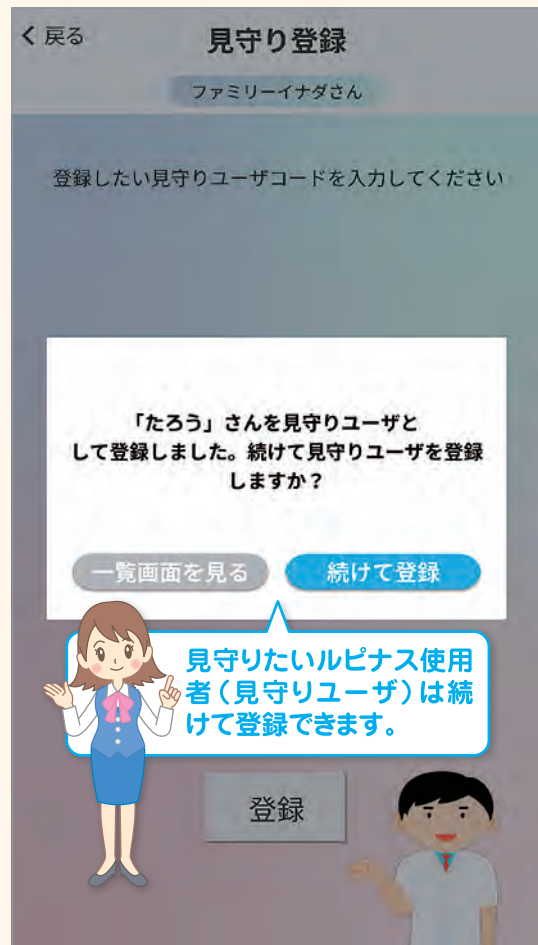 戻る
見守り登録
ファミリーイナダさん
登録したい見守りユーザコードを入力してください
「たろう」さんを見守りユーザと
して登録しました。続けて見守りユーザを登録
しますか？
一覧画面を見る
続けて登録
見守りたいルピナス使用
者（見守りユーザ）は続
けて登録できます。
登録